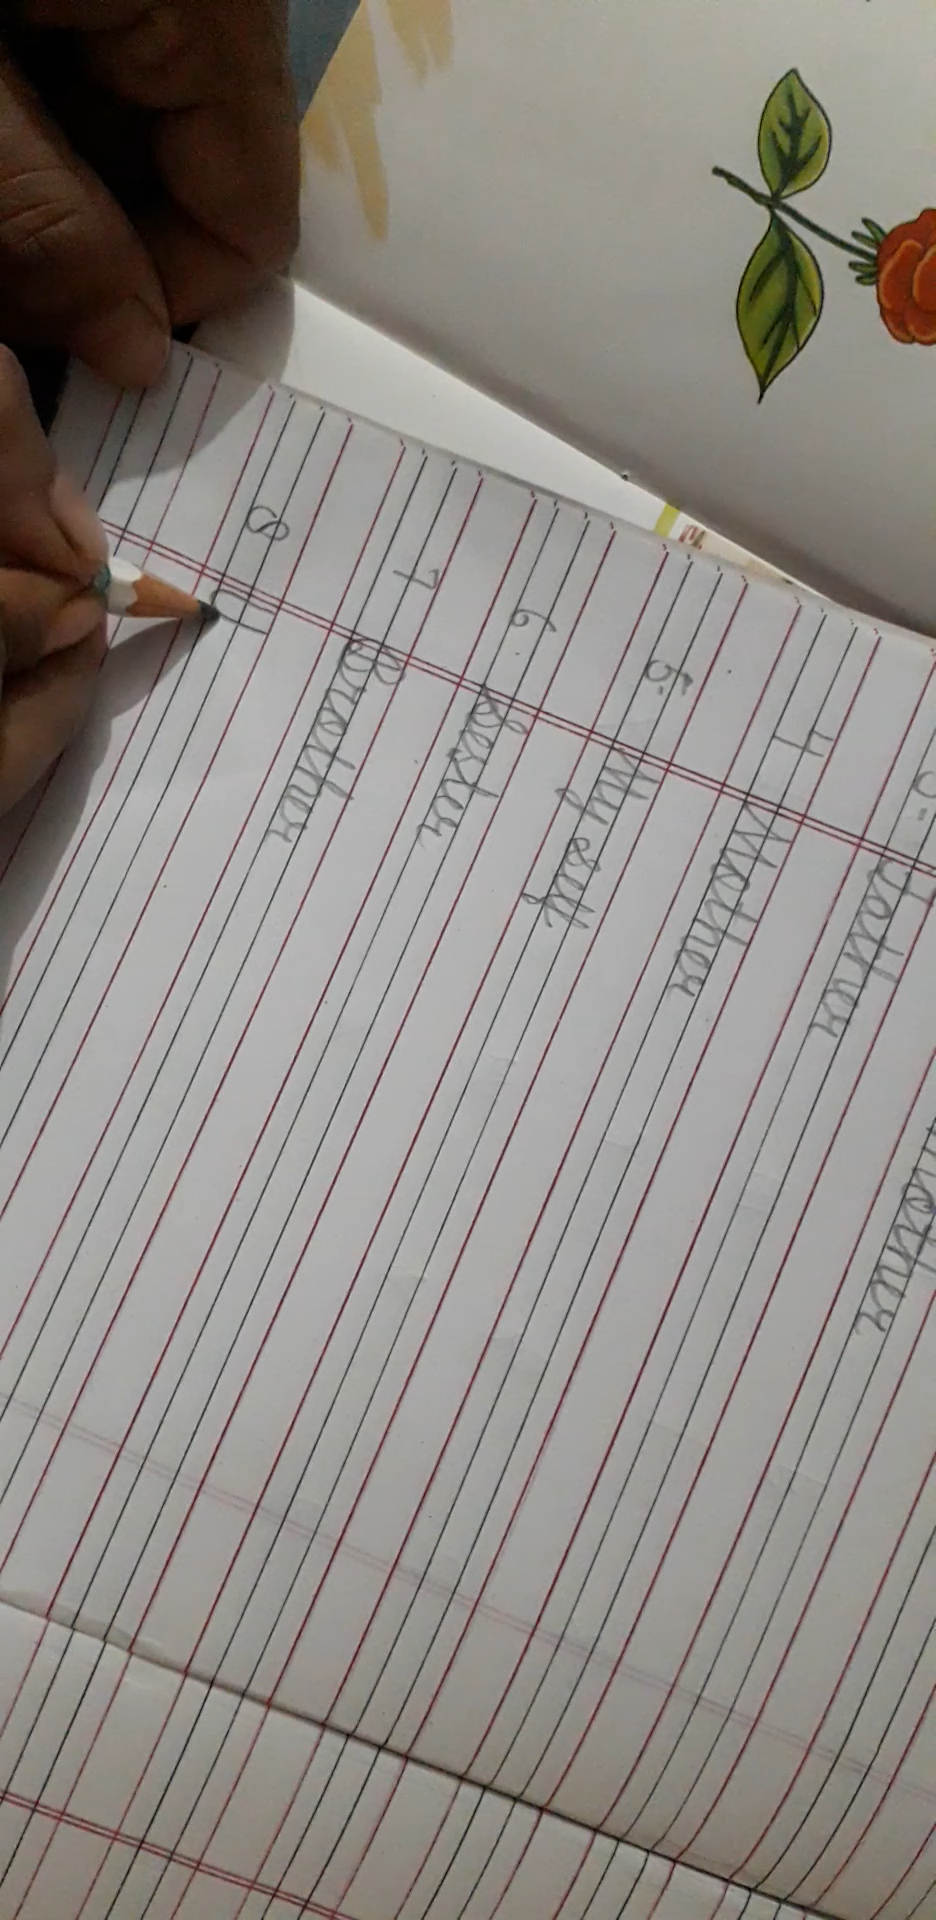 mother
3. Father
4 Mother
5. My self
6. Sister
7 Brother
8 U